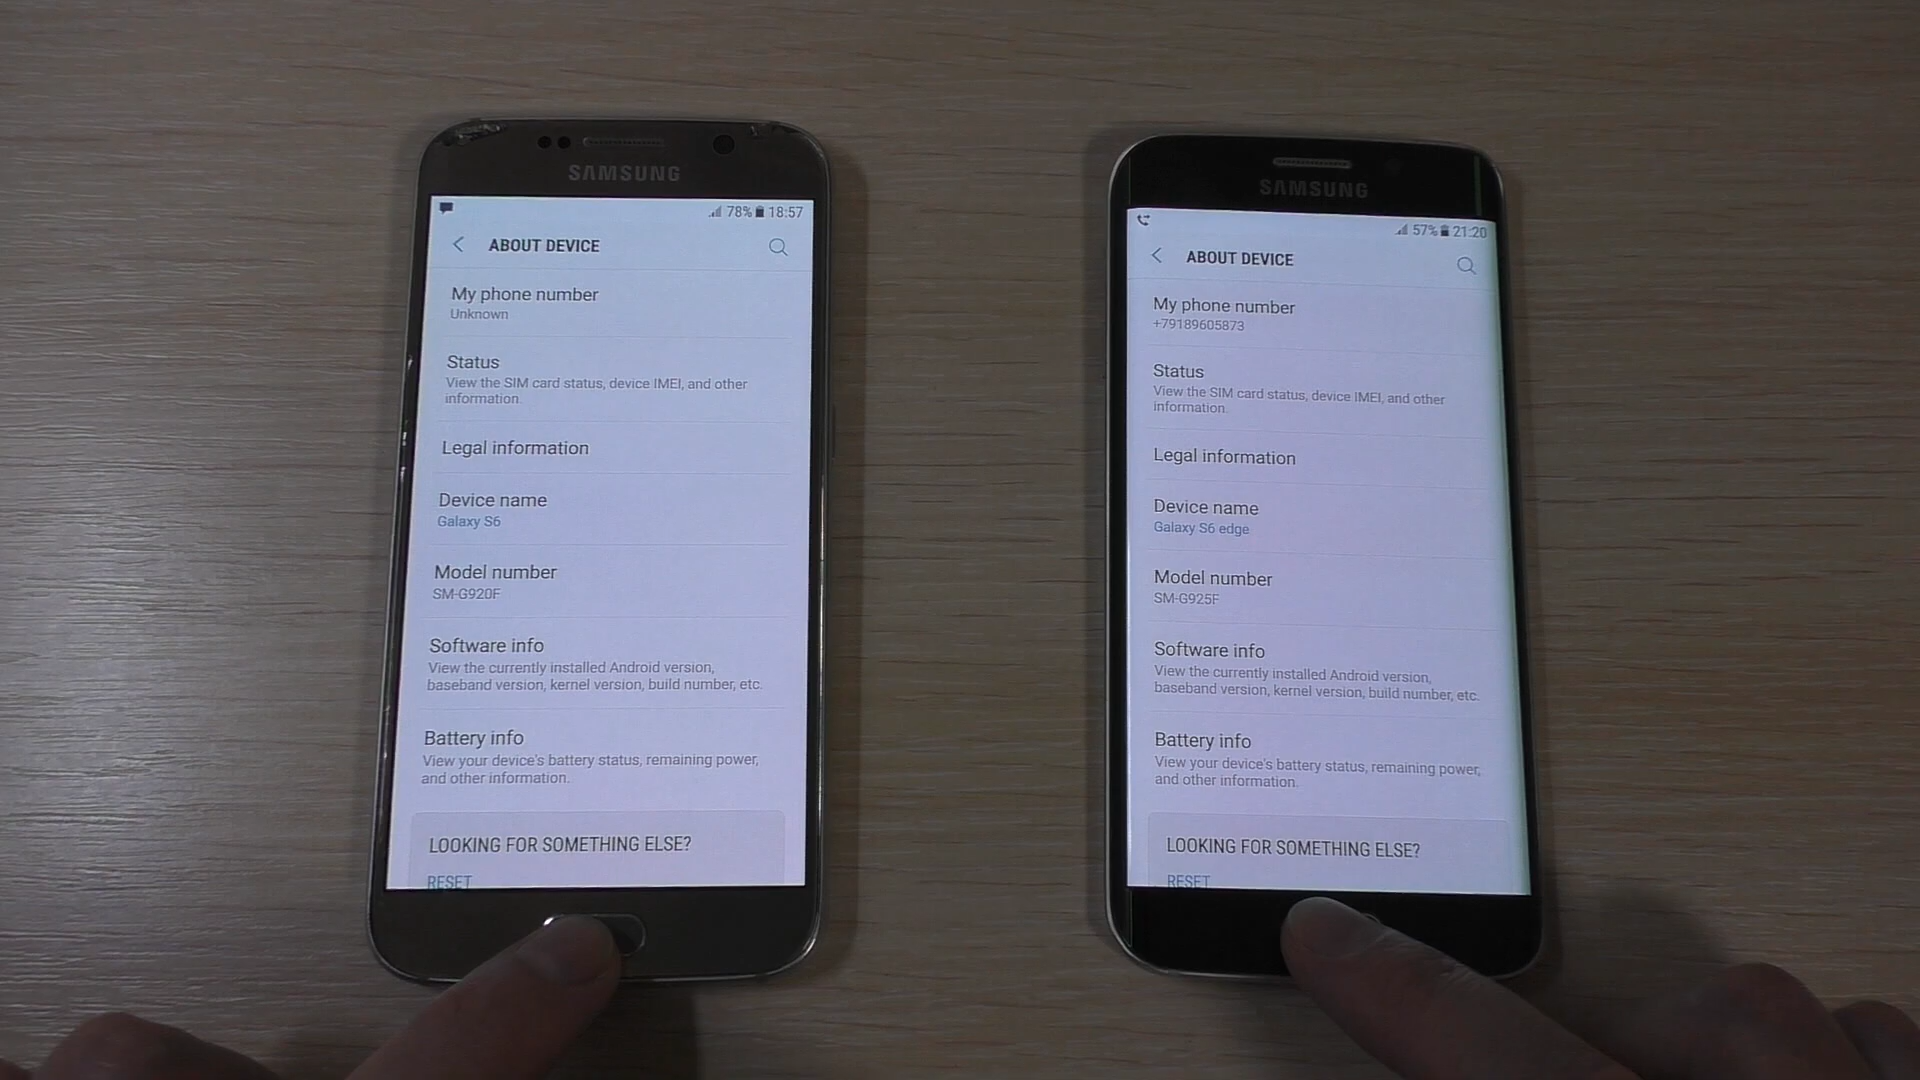 SAMSUNG
78% 18:57
ABOUT DEVICE
My phone number
Unknown
Status
View the SIM card status, device IMEI, and other
information.
Legal information
Device name
Galaxy S6
Model number
SM-G920F
Software info
View the currently installed Android version,
baseband version, kernel version, build number, etc.
Battery info
View your device's battery status, remaining power,
and other information.
LOOKING FOR SOMETHING ELSE?
RESET
SAMSUNG
57% 21:20
ABOUT DEVICE
My phone number
+79189605873
Status
View the SIM card status, device IMEI, and other
information.
Legal information
Device name
Galaxy S6 edge
Model number
SM-G925F
Software info
View the currently installed Android version,
baseband version, kernel version, build number, etc.
Battery info
View your device's battery status, remaining power,
and other information.
LOOKING FOR SOMETHING ELSE?
RESET